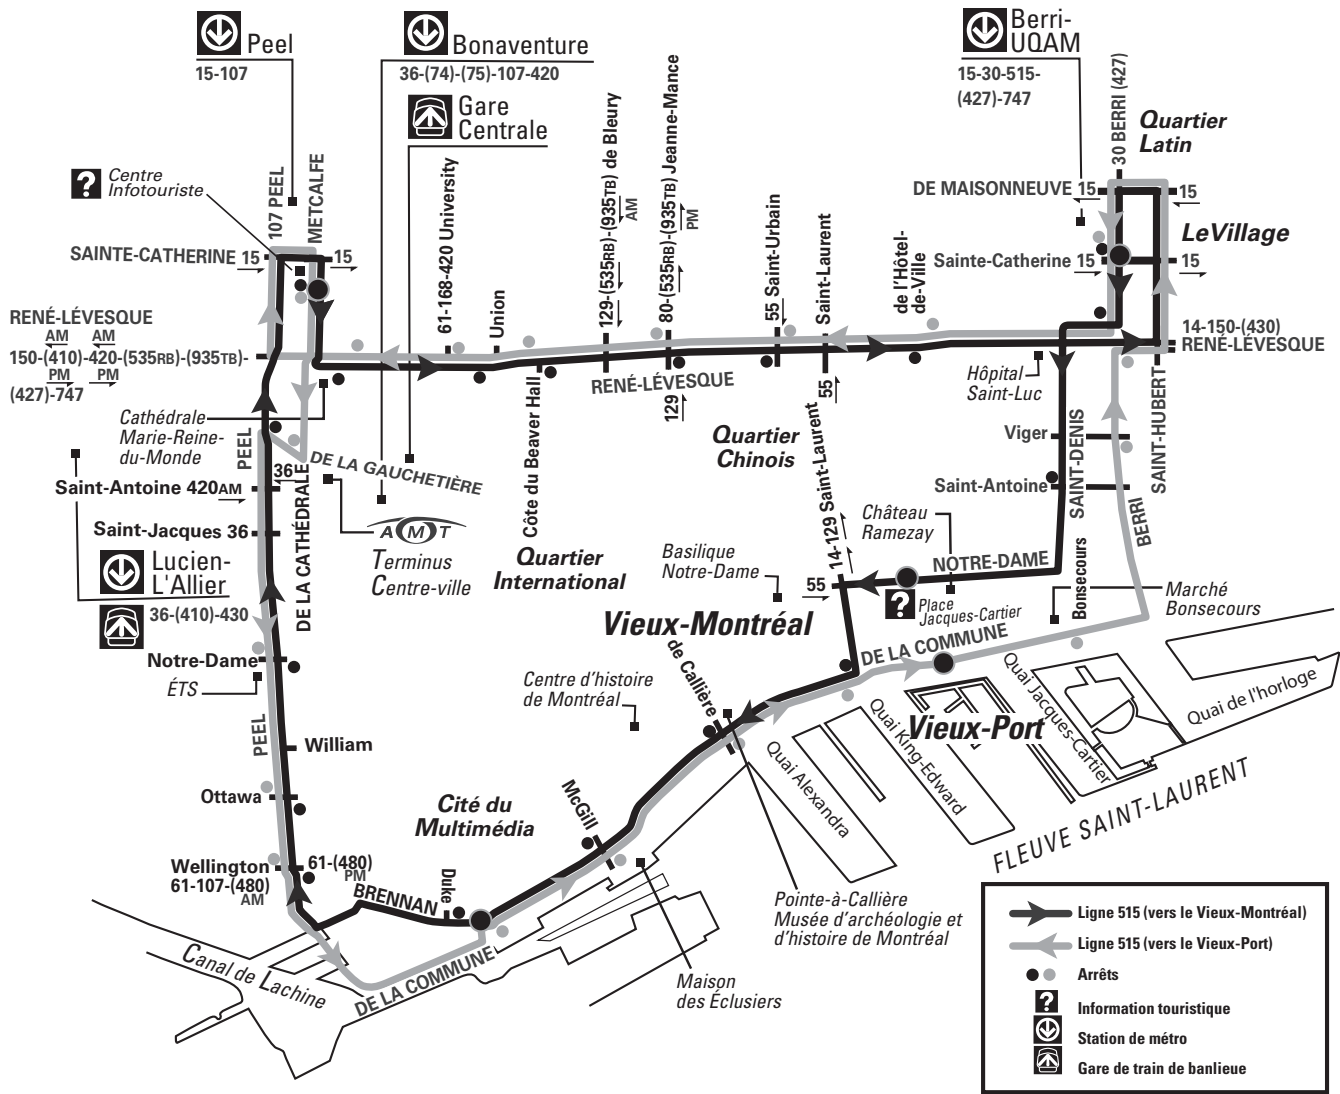 Peel
15-107
Bonaventure
36-(74)-(75)-107-420
Gare
Centrale
Berri-
UQAM
15-30-515-
(427)-747
30 BERRI (427)
Quartier
Latin
?
Centre
Infotouriste
107 PEEL
METCALFE
61-168-420 University
Union
129-(535RB)-(935TB) de Bleury
AM
80-(535RB)-(935TB) Jeanne-Mance
PM
55 Saint-Urbain
Saint-Laurent
de l'Hôtel-
de-Ville
DE MAISONNEUVE 15
15
LeVillage
SAINTE-CATHERINE 15
15
Sainte-Catherine 15
15
RENÉ-LÉVESQUE
AM AM
150-(410)-420-(535RB)-(935TB)-
PM PM
(427)-747
14-150-(430)
RENÉ-LÉVESQUE
RENÉ-LÉVESQUE
129
55
Hôpital
Saint-Luc
Cathédrale
Marie-Reine-
du-Monde
PEEL
DE LA GAUCHETIÈRE
36
Côte du Beaver Hall
Quartier
Chinois
14-129 Saint-Laurent
Viger
SAINT-DENIS
SAINT-HUBERT
Saint-Antoine 420AM
Saint-Antoine
Saint-Jacques 36
DE LA CATHÉDRALE
AMT
Terminus
Centre-ville
Quartier
International
Château
Ramezay
BERRI
Lucien-
L'Allier
36-(410)-430
Basilique
Notre-Dame
NOTRE-DAME
55
?
Place
Jacques-Cartier
Bonsecours
Marché
Bonsecours
Vieux-Montréal
DE LA COMMUNE
Notre-Dame
ÉTS
Centre d'histoire
de Montréal
de Callière
Quai Jacques-Cartier
Quai de l'horloge
PEEL
William
Quai Alexandra
Quai King-Edward
Vieux-Port
Ottawa
Cité du
Multimédia
McGill
FLEUVE SAINT-LAURENT
Wellington
61-107-(480)
AM
61-(480)
PM
BRENNAN
Duke
Pointe-à-Callière
Musée d'archéologie et
d'histoire de Montréal
Canal de Lachine
DE LA COMMUNE
Maison
des Éclusiers
Ligne 515 (vers le Vieux-Montréal)
Ligne 515 (vers le Vieux-Port)
Arrêts
?
Information touristique
Station de métro
Gare de train de banlieue